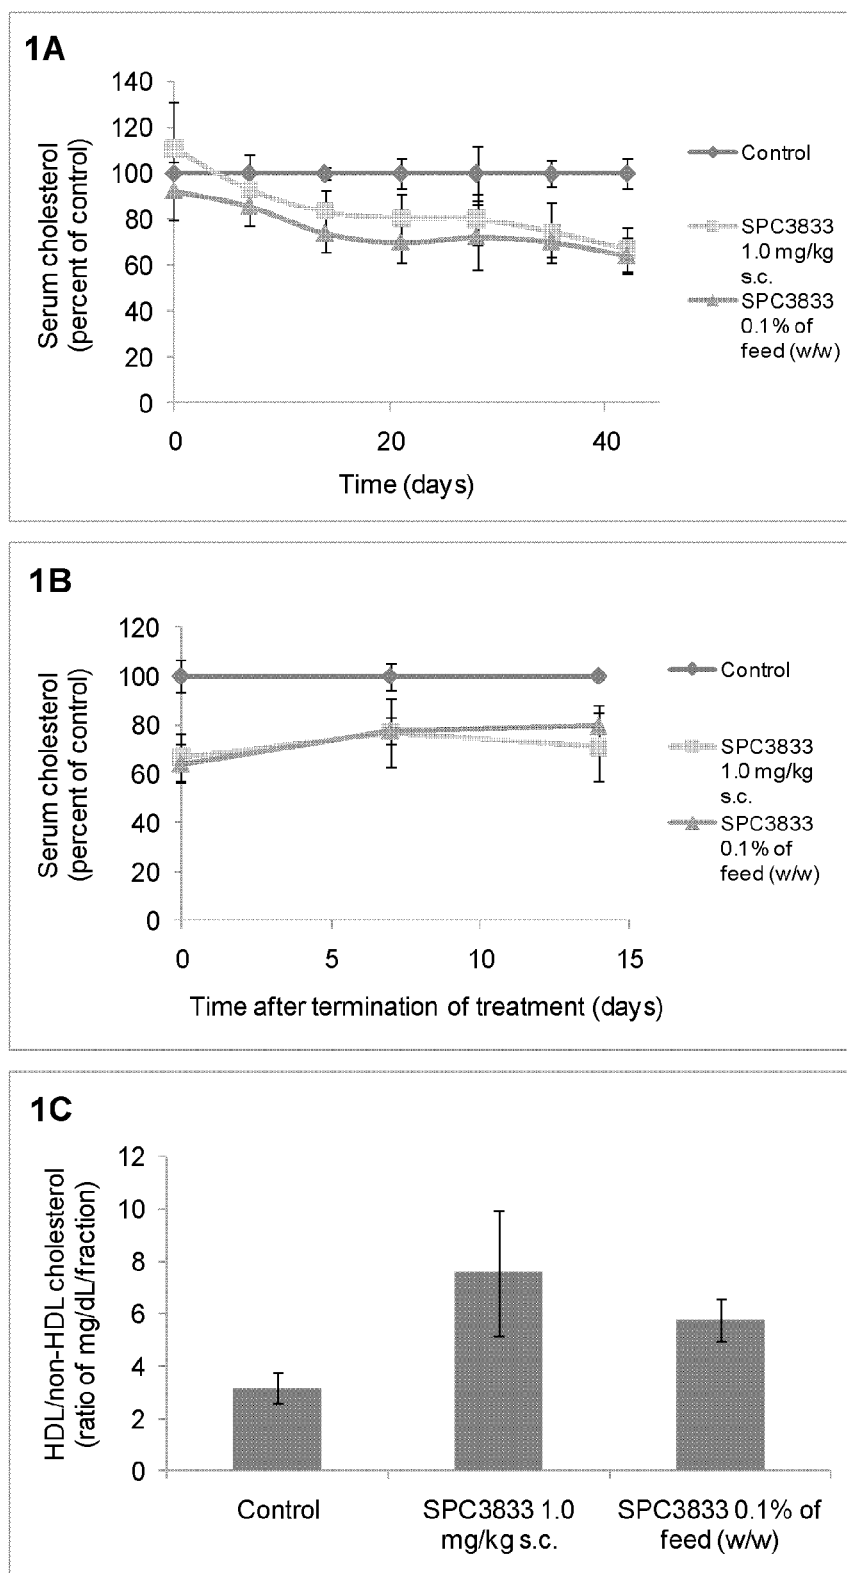 1A
140
120
100
80
60
40
20
0
Serum cholesterol
(percent of control)
0 20 40
Time (days)
Control
SPC3833
1.0 mg/kg
s.c.
SPC3833
0.1% of
feed (w/w)
1B
120
100
80
60
40
20
0
Serum cholesterol
(percent of control)
0 5 10 15
Time after termination of treatment (days)
Control
SPC3833
1.0 mg/kg
s.c.
SPC3833
0.1% of
feed (w/w)
1C
12
10
8
6
4
2
0
HDL/non-HDL cholesterol
(ratio of mg/dL/fraction)
Control
SPC3833 1.0
mg/kg s.c.
SPC3833 0.1% of
feed (w/w)